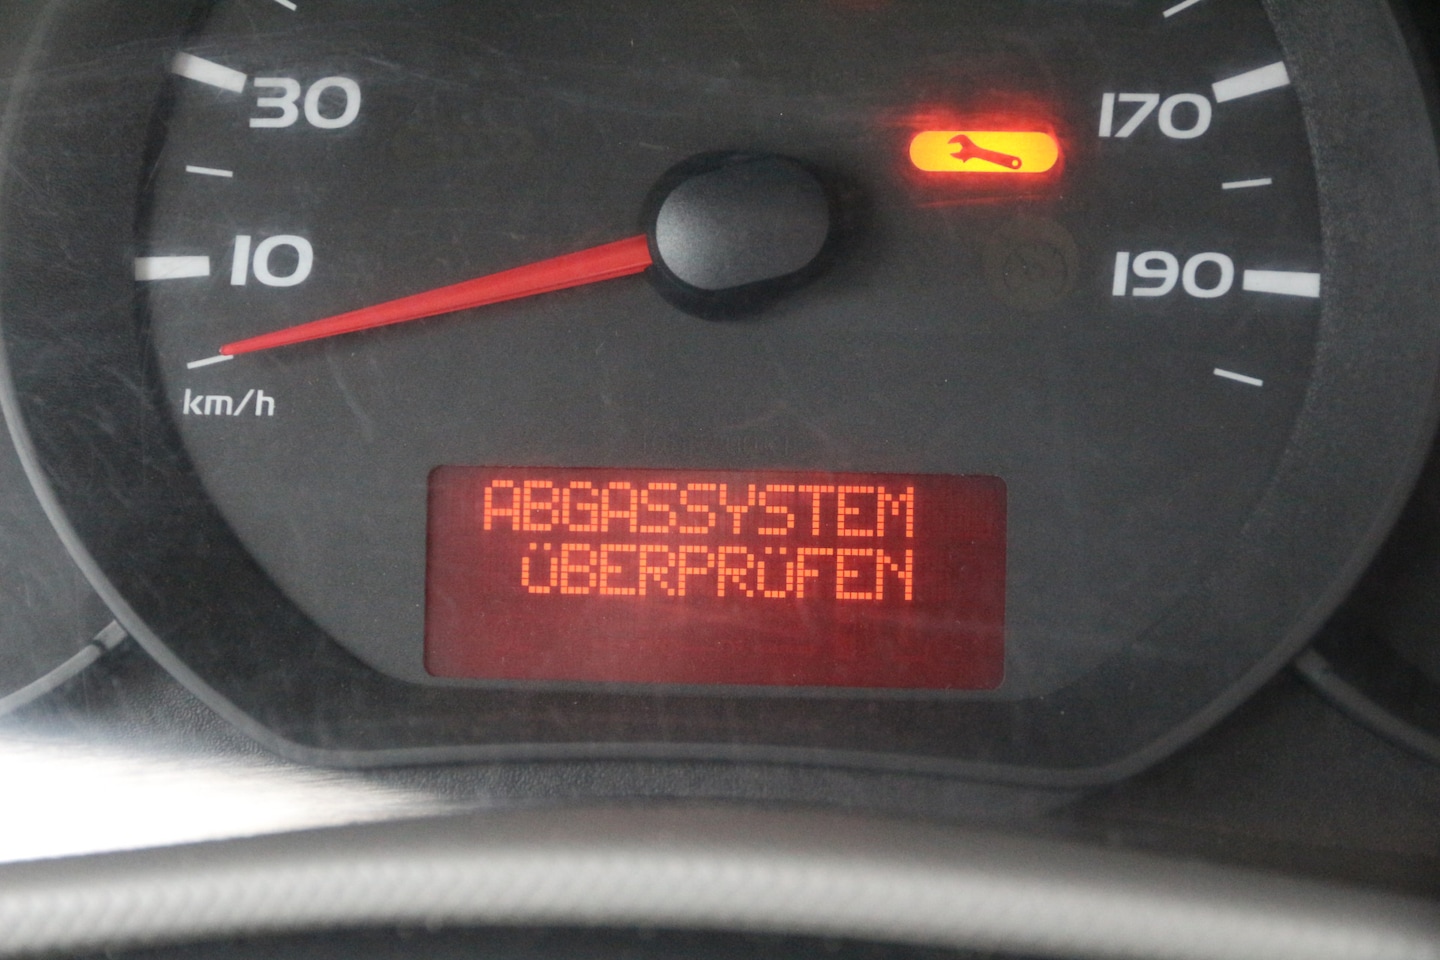 30
170
10
190
km/h
ABGASSYSTEM
ÜBERPRÜFEN